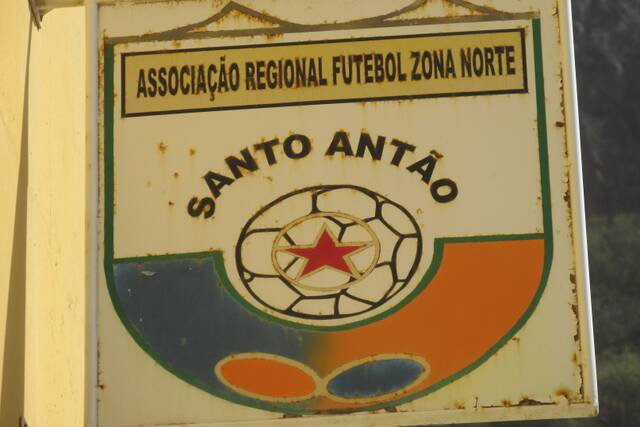 ASSOCIAÇÃO REGIONAL FUTEBOL ZONA NORTE
SANTO ANTÃO